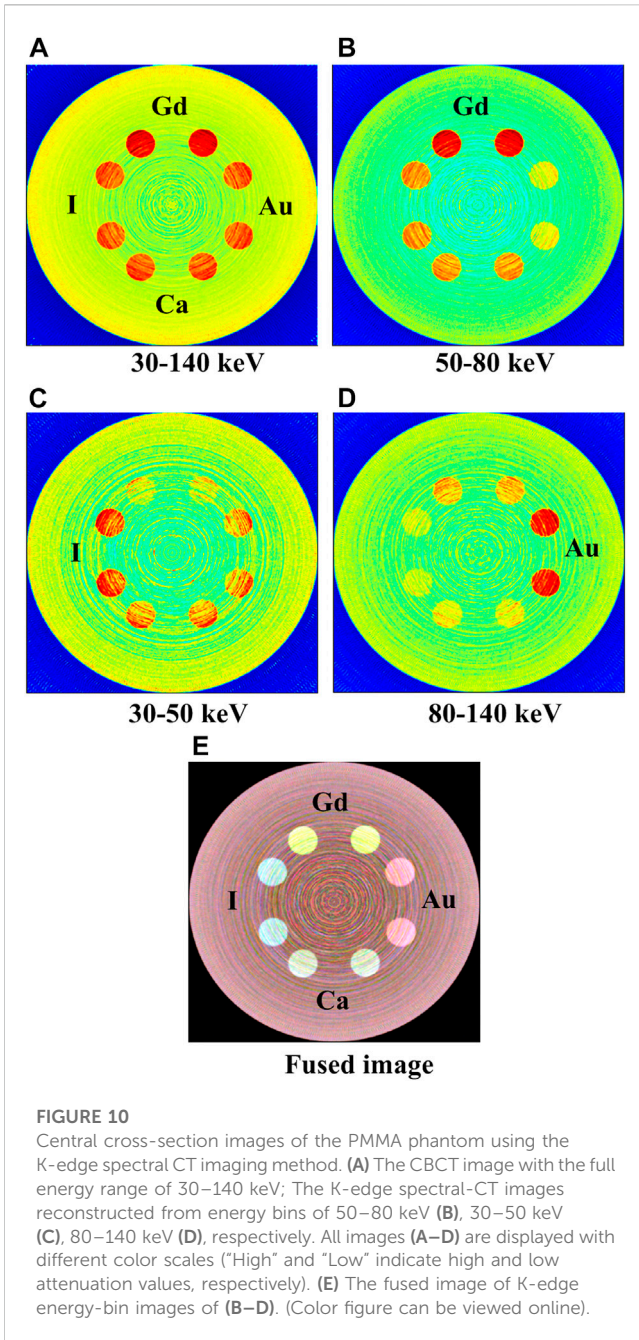 A
B
Gd
Gd
I
Au
Ca
30-140 keV
50-80 keV
C
D
I
Au
30-50 keV
80-140 keV
E
Gd
I
Au
Ca
Fused image
FIGURE 10
Central cross-section images of the PMMA phantom using the
K-edge spectral CT imaging method. (A) The CBCT image with the full
energy range of 30–140 keV; The K-edge spectral-CT images
reconstructed from energy bins of 50–80 keV (B), 30–50 keV
(C), 80–140 keV (D), respectively. All images (A–D) are displayed with
different color scales (“High” and “Low” indicate high and low
attenuation values, respectively). (E) The fused image of K-edge
energy-bin images of (B–D). (Color figure can be viewed online).